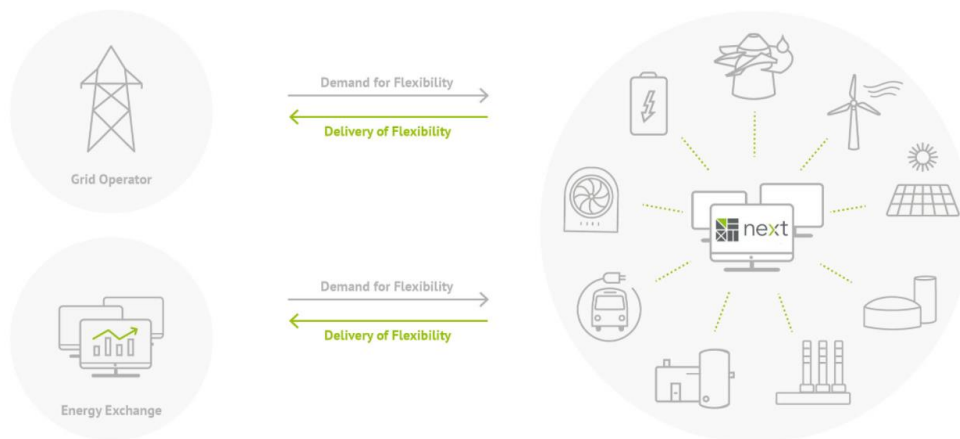 Demand for Flexibility
Delivery of Flexibility
Grid Operator
next
Demand for Flexibility
Delivery of Flexibility
Energy Exchange